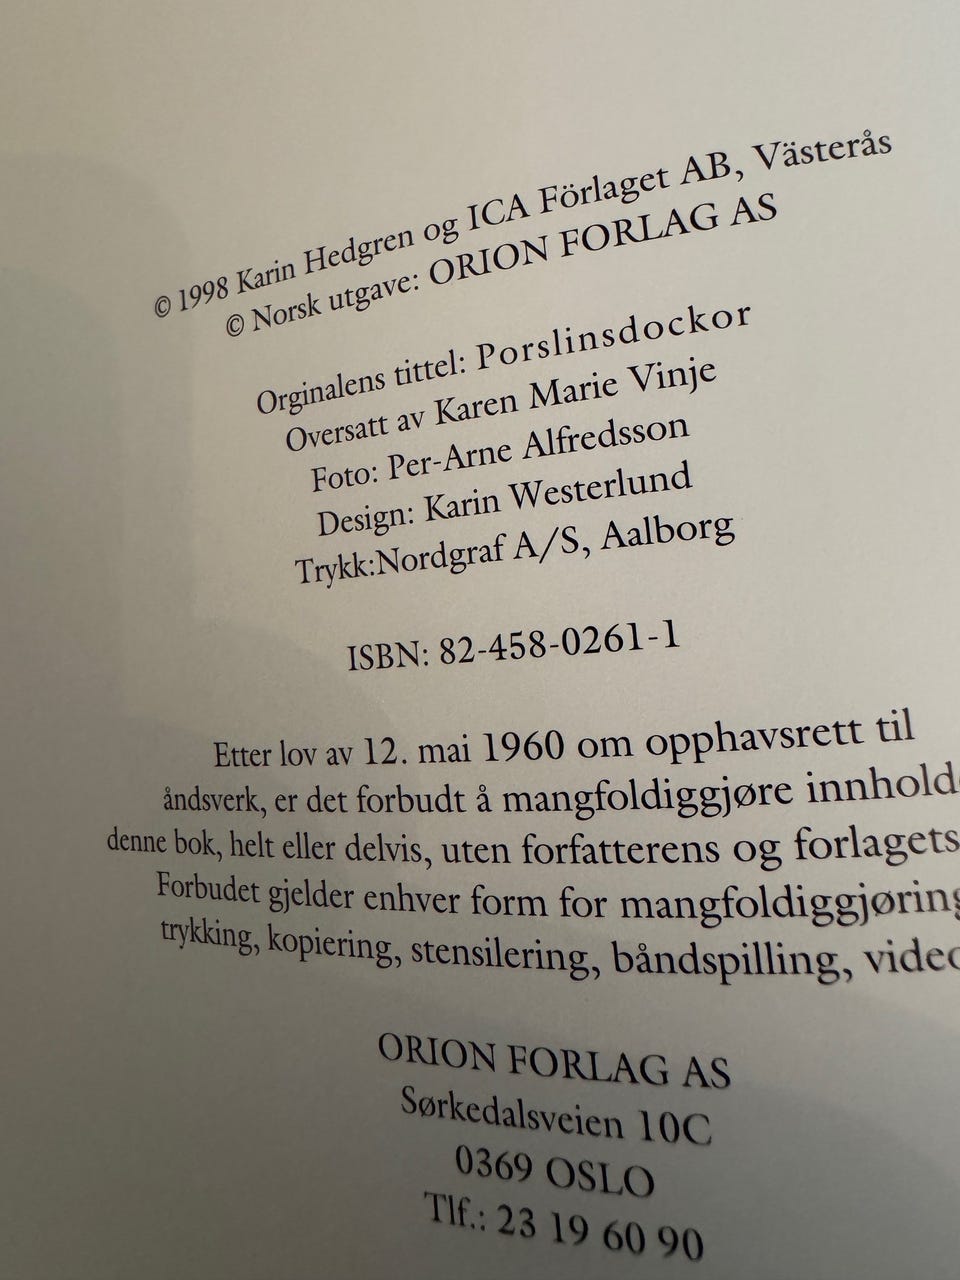 © 1998 Karin Hedgren og ICA Förlaget AB, Västerås
© Norsk utgave: ORION FORLAG AS
Orginalens tittel: Porslinsdockor
Oversatt av Karen Marie Vinje
Foto: Per-Arne Alfredsson
Design: Karin Westerlund
Trykk:Nordgraf A/S, Aalborg
ISBN: 82-458-0261-1
Etter lov av 12. mai 1960 om opphavsrett til
åndsverk, er det forbudt å mangfoldiggjøre innhold
denne bok, helt eller delvis, uten forfatterens og forlagets
Forbudet gjelder enhver form for mangfoldiggjøring
trykking, kopiering, stensilering, båndspilling, video
ORION FORLAG AS
Sørkedalsveien 10C
0369 OSLO
Tlf.: 23 19 60 90